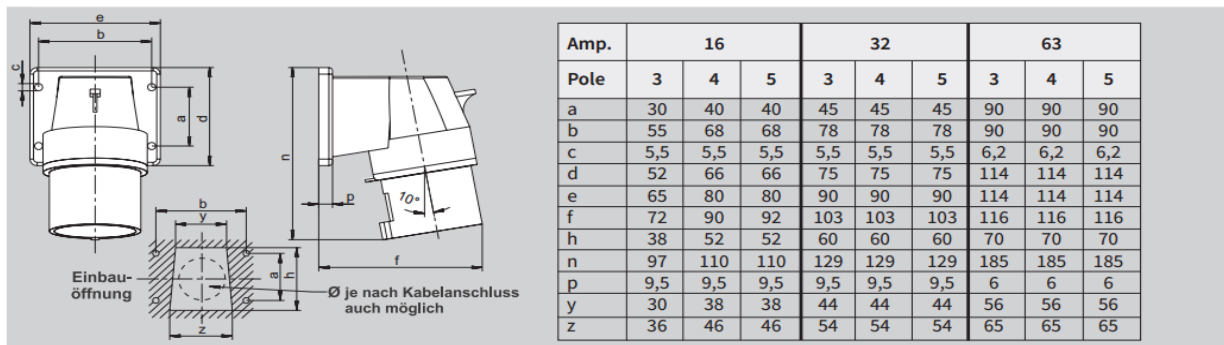 e
b
c
a
d
n
p
10°
f
b
y
a
h
z
Einbau-
öffnung
Ø je nach Kabelanschluss
auch möglich
Amp. 16 32 63
Pole 3 4 5 3 4 5 3 4 5
a 30 40 40 45 45 45 90 90 90
b 55 68 68 78 78 78 90 90 90
c 5,5 5,5 5,5 5,5 5,5 5,5 6,2 6,2 6,2
d 52 66 66 75 75 75 114 114 114
e 65 80 80 90 90 90 114 114 114
f 72 90 92 103 103 103 116 116 116
h 38 52 52 60 60 60 70 70 70
n 97 110 110 129 129 129 185 185 185
p 9,5 9,5 9,5 9,5 9,5 9,5 6 6 6
y 30 38 38 44 44 44 56 56 56
z 36 46 46 54 54 54 65 65 65